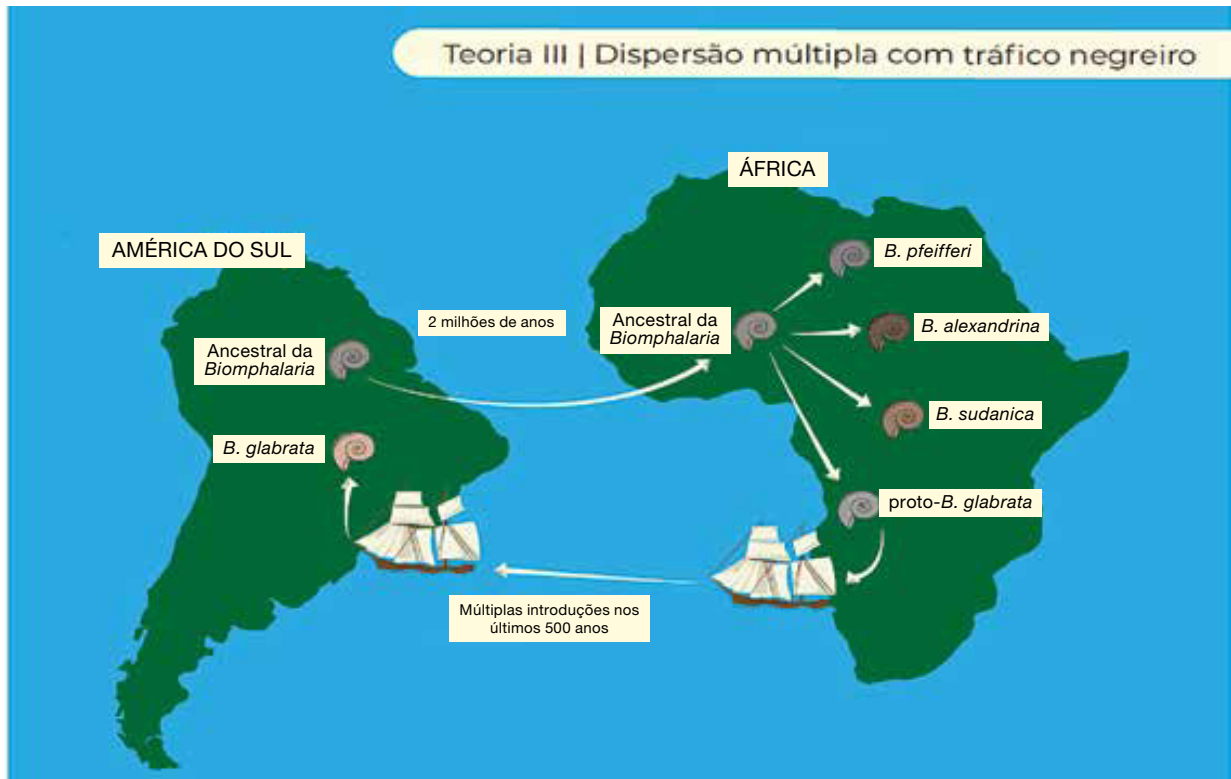 Teoria III | Dispersão múltipla com tráfico negreiro
ÁFRICA
AMÉRICA DO SUL
B. pfeifferi
2 milhões de anos
Ancestral da
Biomphalaria
B. alexandrina
Ancestral da
Biomphalaria
B. sudanica
B. glabrata
proto-B. glabrata
Múltiplas introduções nos
últimos 500 anos